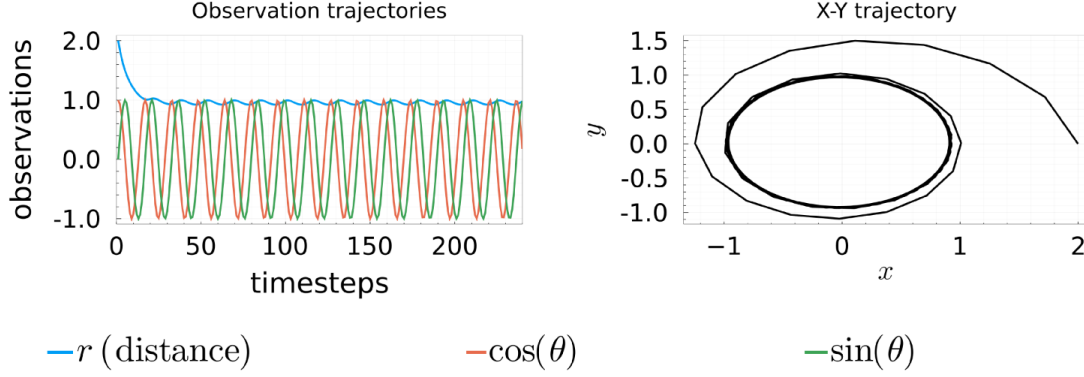 Observation trajectories
observations
2.0
1.0
0.0
-1.0
0 50 100 150 200
timesteps
X-Y trajectory
y
1.5
1.0
0.5
0.0
-0.5
-1.0
−1 0 1 2
x
r (distance) cos(θ) sin(θ)